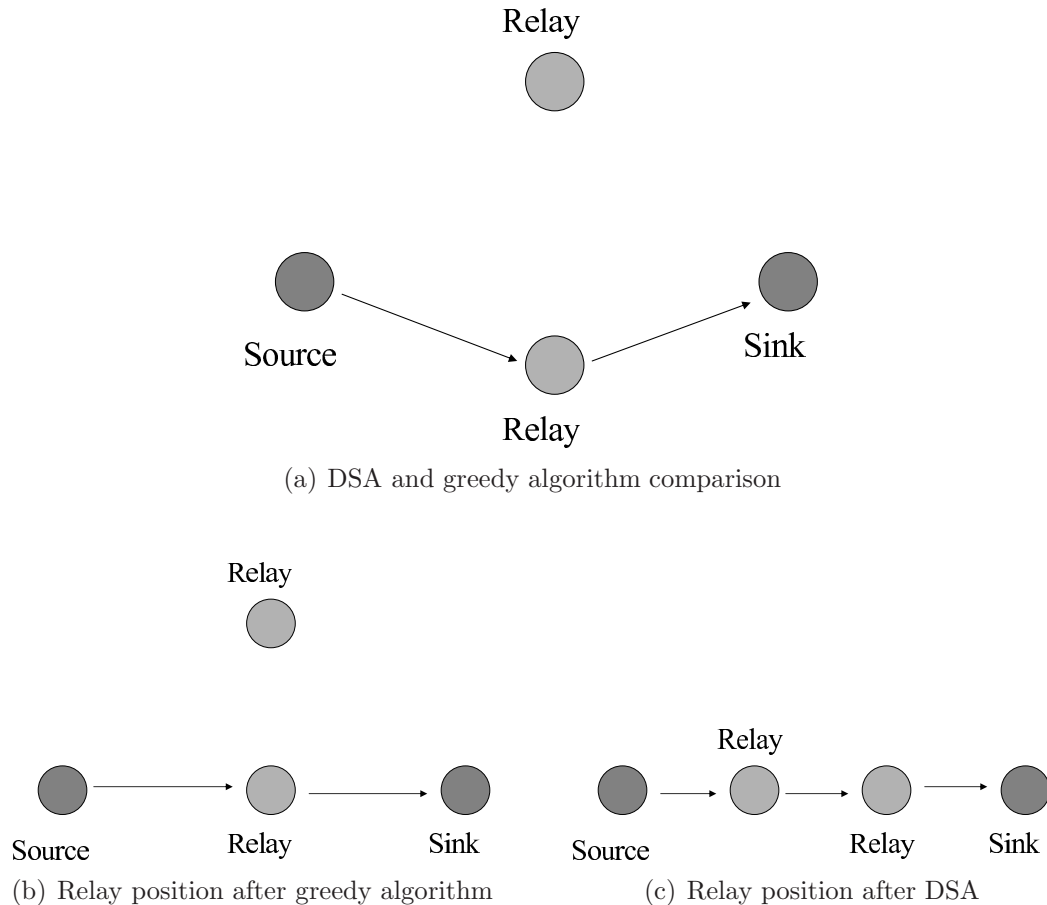 Relay
Source
Sink
Relay
(a) DSA and greedy algorithm comparison
Relay
Source
Relay
Sink
(b) Relay position after greedy algorithm
Relay
Source
Relay
Sink
(c) Relay position after DSA